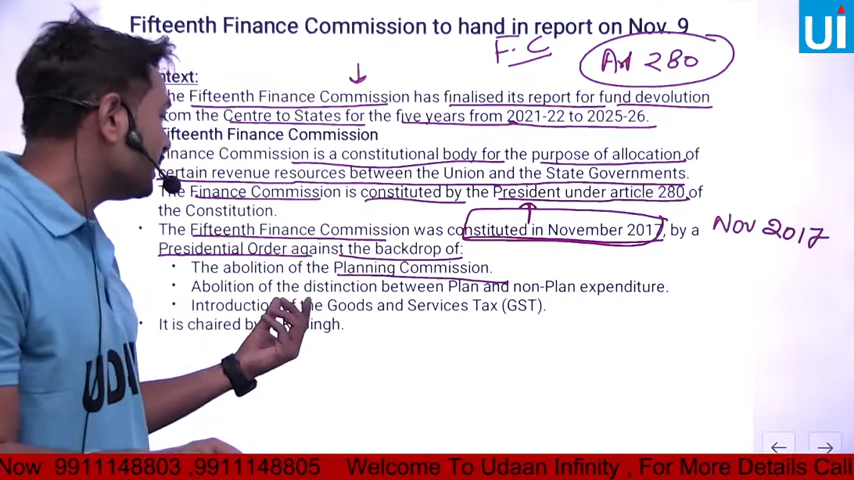 Fifteenth Finance Commission to hand in report on Nov. 9
F.C
Art 280
ntext:
he Fifteenth Finance Commission has finalised its report for fund devolution
rom the Centre to States for the five years from 2021-22 to 2025-26.
Fifteenth Finance Commission
inance Commission is a constitutional body for the purpose of allocation of
certain revenue resources between the Union and the State Governments.
The Finance Commission is constituted by the President under article 280 of
the Constitution.
• The Fifteenth Finance Commission was constituted in November 2017, by a
Nov 2017
Presidential Order against the backdrop of:
• The abolition of the Planning Commission.
• Abolition of the distinction between Plan and non-Plan expenditure.
• Introduction of the Goods and Services Tax (GST).
• It is chaired by ingh.
UI
UDA
Now 9911148803 ,9911148805 Welcome To Udaan Infinity , For More Details Call